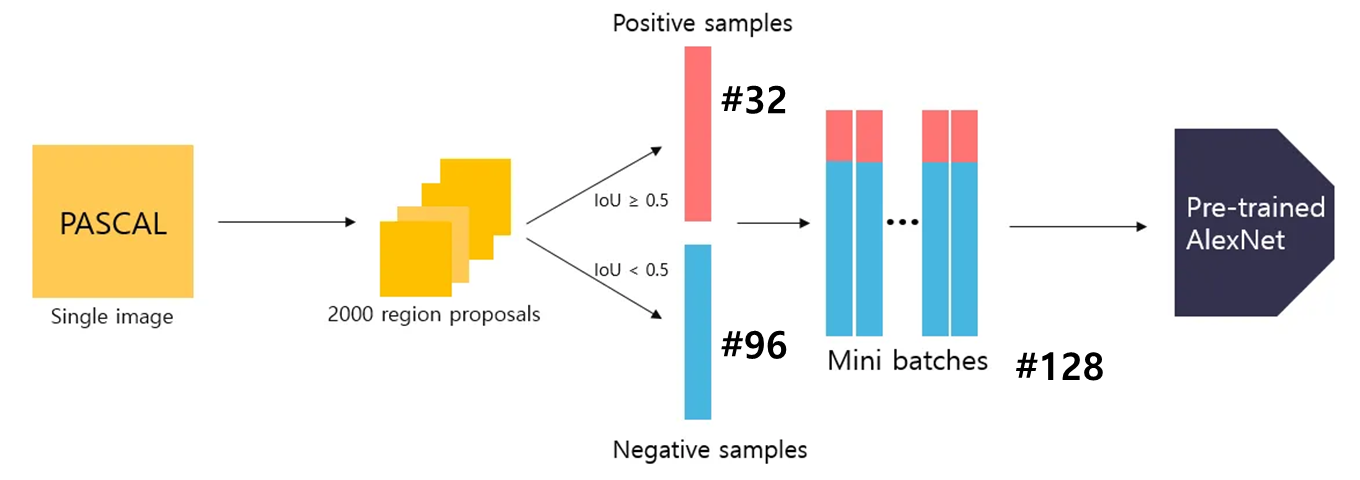 PASCAL
Single image
2000 region proposals
IoU ≥ 0.5
IoU < 0.5
Positive samples
#32
#96
Negative samples
Mini batches
#128
Pre-trained
AlexNet